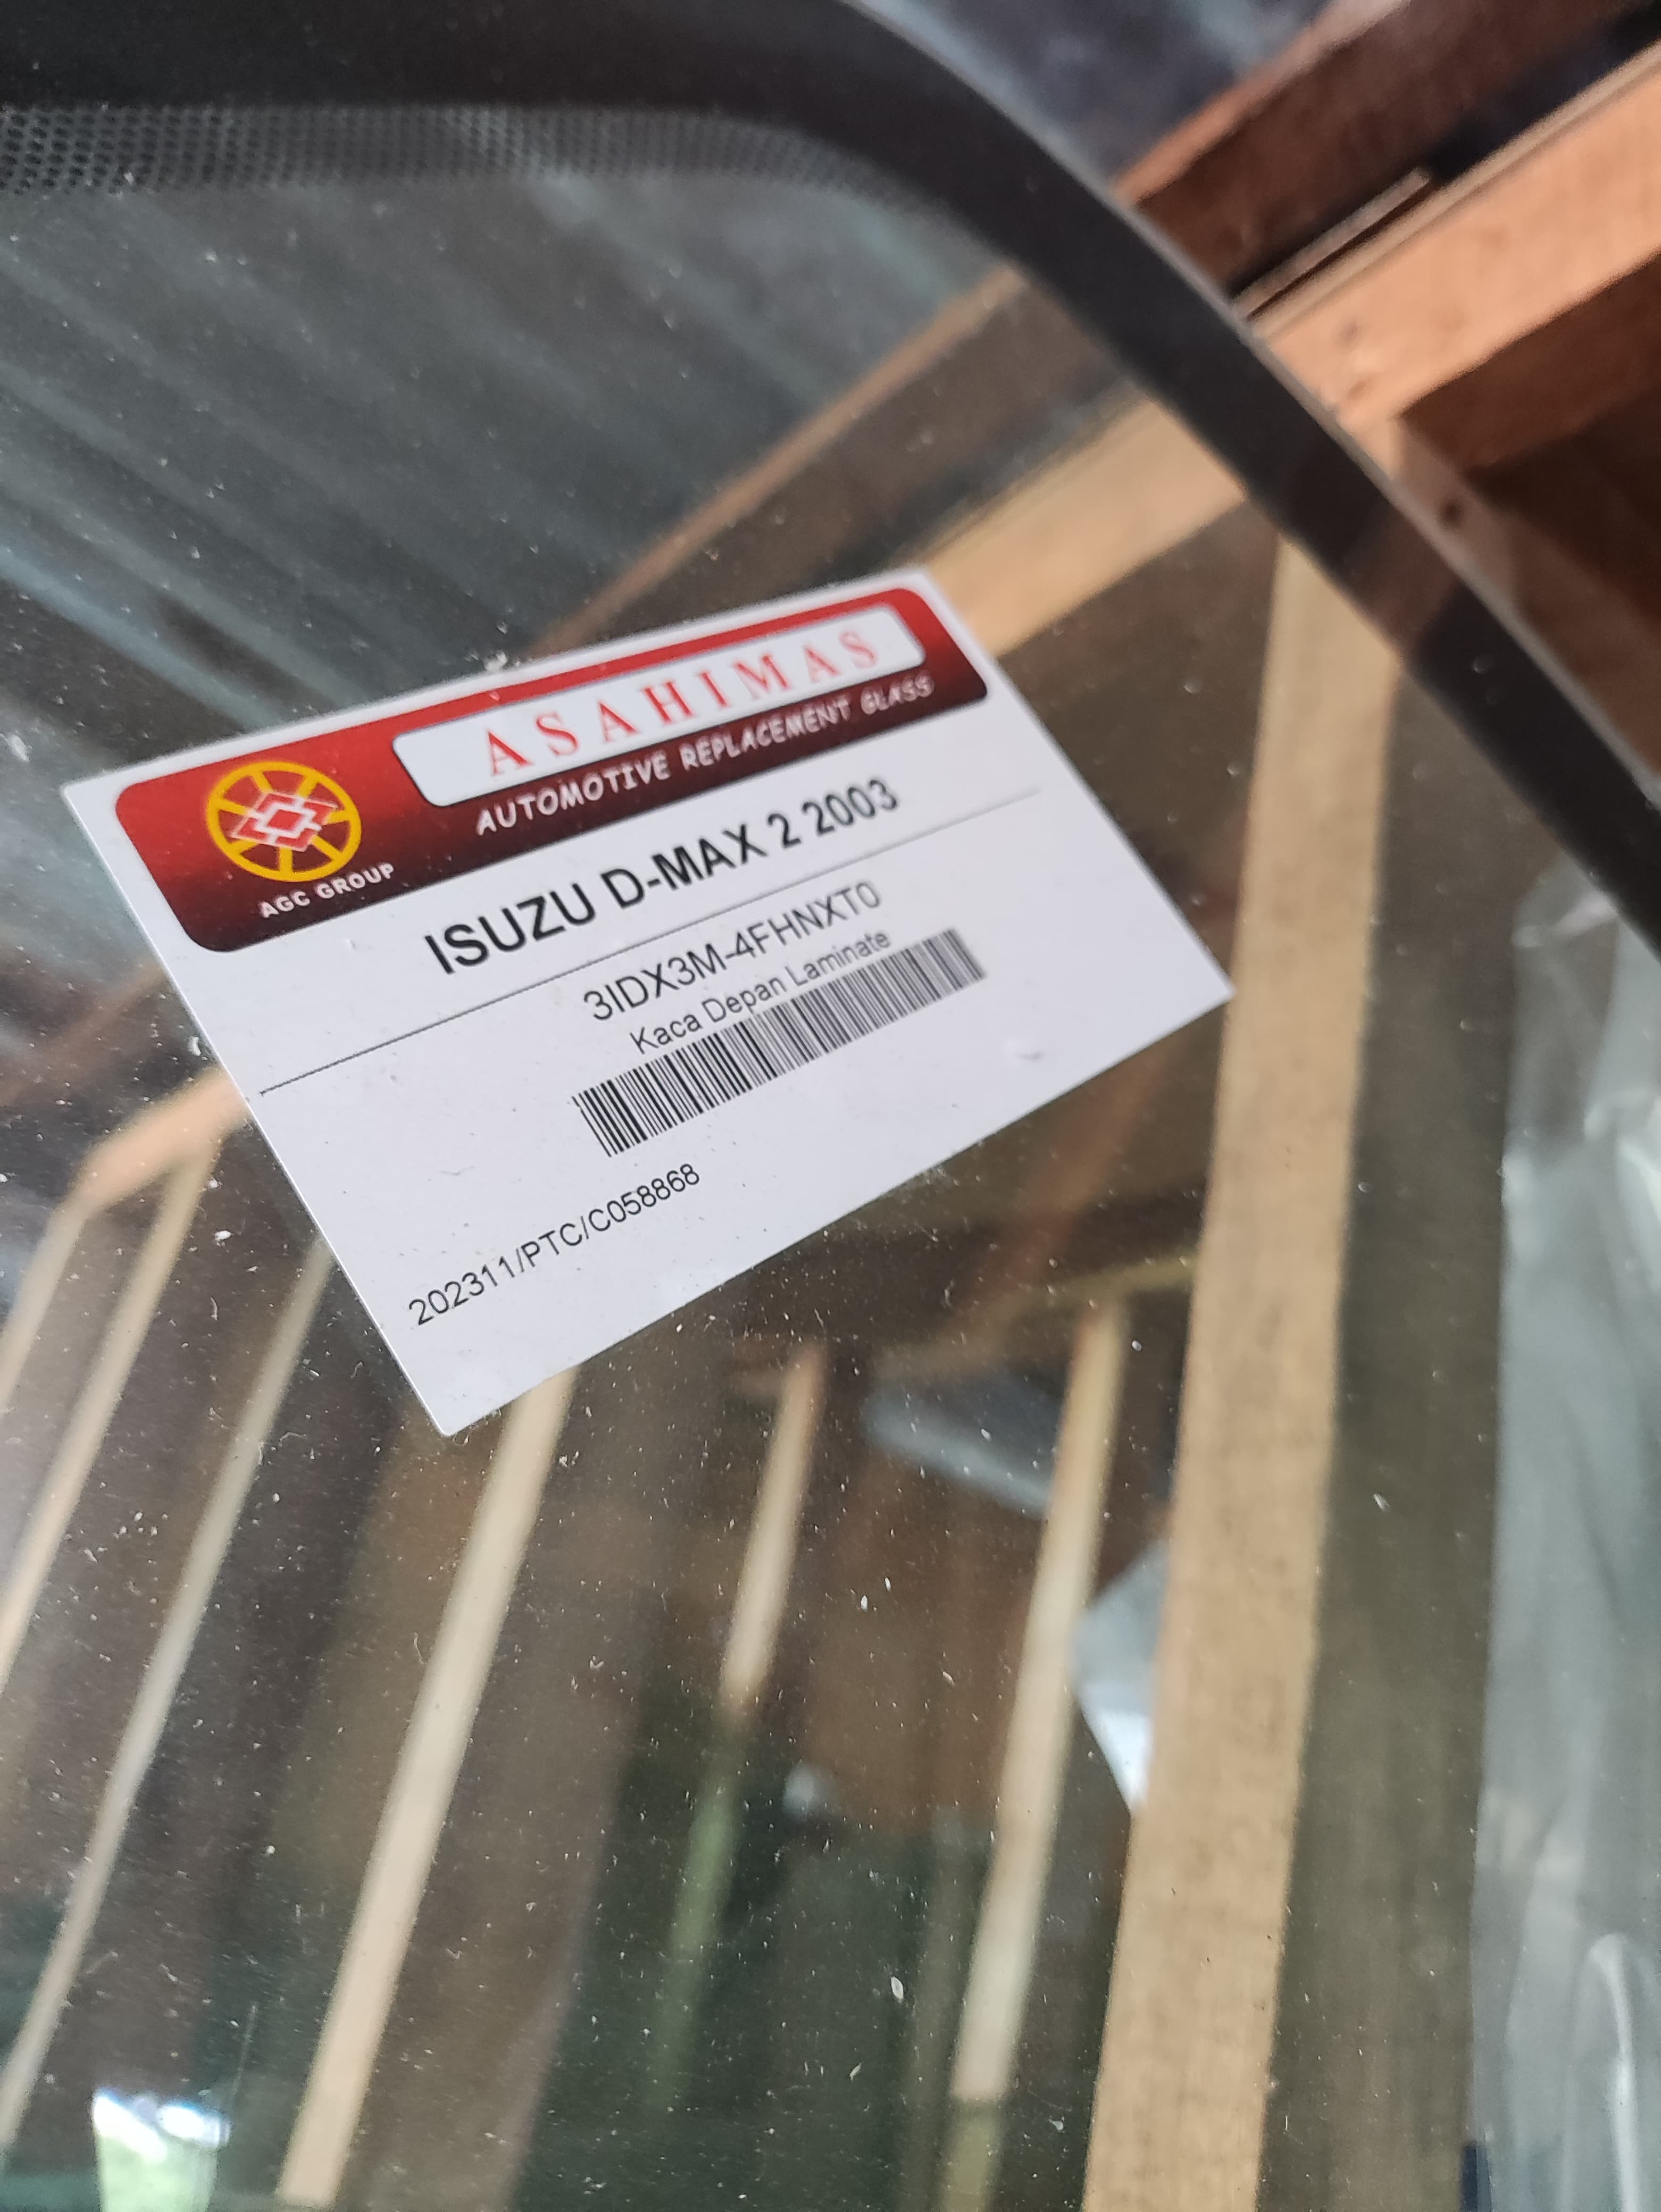 ASAHIMAS
AUTOMOTIVE REPLACEMENT GLASS
AGC GROUP
ISUZU D-MAX 2 2003
3IDX3M-4FHNXT0
Kaca Depan Laminate
202311/PTC/C058868